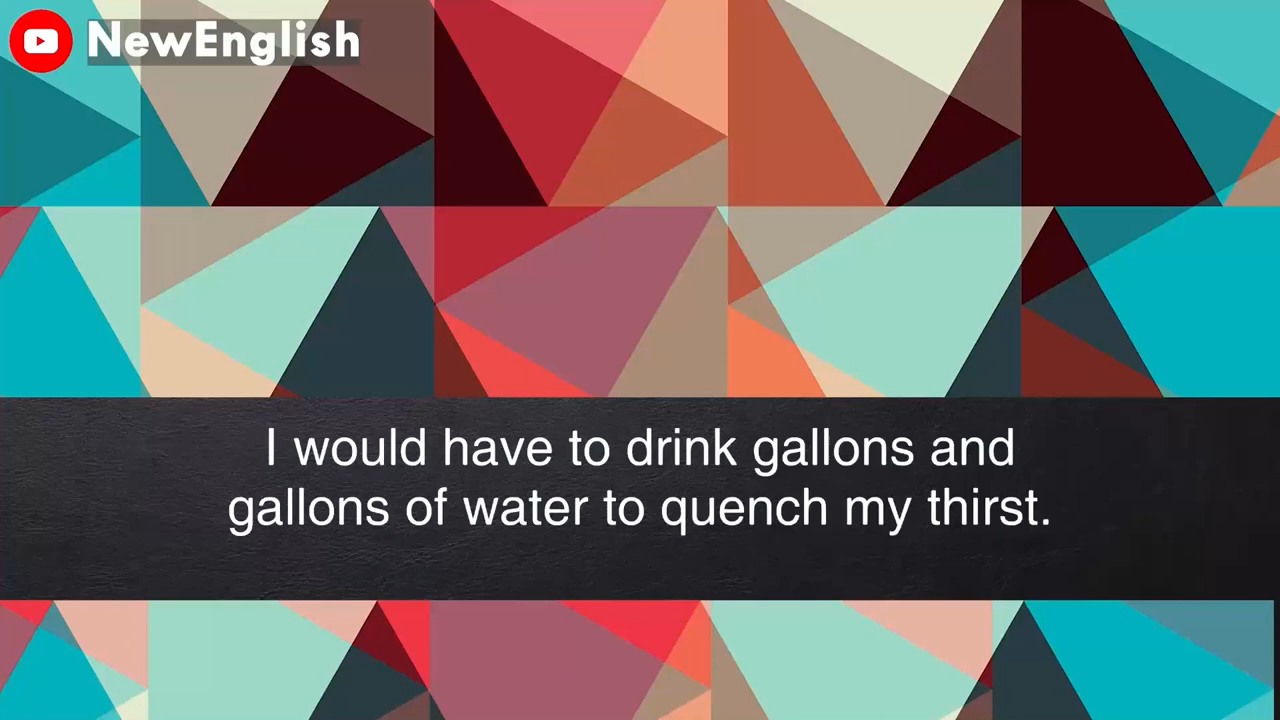 NewEnglish
I would have to drink gallons and
gallons of water to quench my thirst.